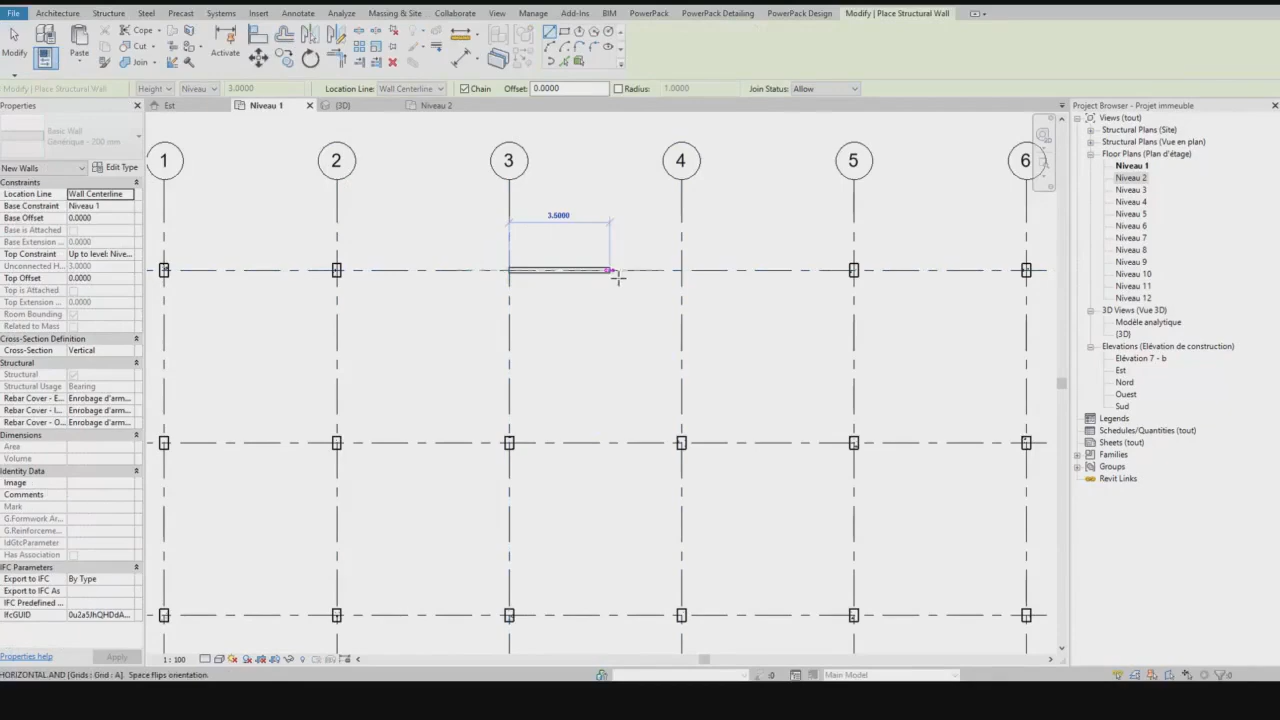 File Architecture Structure Steel Precast Systems Insert Annotate Analyze Massing & Site Collaborate View Manage Add-Ins BIM PowerPack PowerPack Detailing PowerPack Design Modify | Place Structural Wall
Modify Paste Cope Cut Join Activate
Modify | Place Structural Wall Height Niveau 3.0000 Location Line: Wall Centerline Chain Offset: 0.0000 Radius: 1.0000 Join Status: Allow
Properties
Est Niveau 1 {3D} Niveau 2
Project Browser - Projet immeuble
Basic Wall
Générique - 200 mm
New Walls Edit Type
Constraints
Location Line Wall Centerline
Base Constraint Niveau 1
Base Offset 0.0000
Base is Attached
Base Extension ... 0.0000
Top Constraint Up to level: Nive...
Unconnected H... 3.0000
Top Offset 0.0000
Top is Attached
Top Extension ... 0.0000
Room Bounding
Related to Mass
Cross-Section Definition
Cross-Section Vertical
Structural
Structural
Structural Usage Bearing
Rebar Cover - E... Enrobage d'arm...
Rebar Cover - I... Enrobage d'arm...
Rebar Cover - O... Enrobage d'arm...
Dimensions
Area
Volume
Identity Data
Image
Comments
Mark
G.Formwork Ar...
G.Reinforceme...
IdGtcParameter
Has Association
IFC Parameters
Export to IFC By Type
Export to IFC As
IFC Predefined ...
IfcGUID
Properties help Apply
1 2 3 4 5 6
3.5000
Views (tout)
Structural Plans (Site)
Structural Plans (Vue en plan)
Floor Plans (Plan d'étage)
Niveau 1
Niveau 2
Niveau 3
Niveau 4
Niveau 5
Niveau 6
Niveau 7
Niveau 8
Niveau 9
Niveau 10
Niveau 11
Niveau 12
3D Views (Vue 3D)
Modèle analytique
{3D}
Elevations (Elévation de construction)
Elévation 7 - b
Est
Nord
Ouest
Sud
Legends
Schedules/Quantities (tout)
Sheets (tout)
Families
Groups
Revit Links
1 : 100
HORIZONTAL.AND [Grids : Grid : A] Space flips orientation. :0 Main Model :0